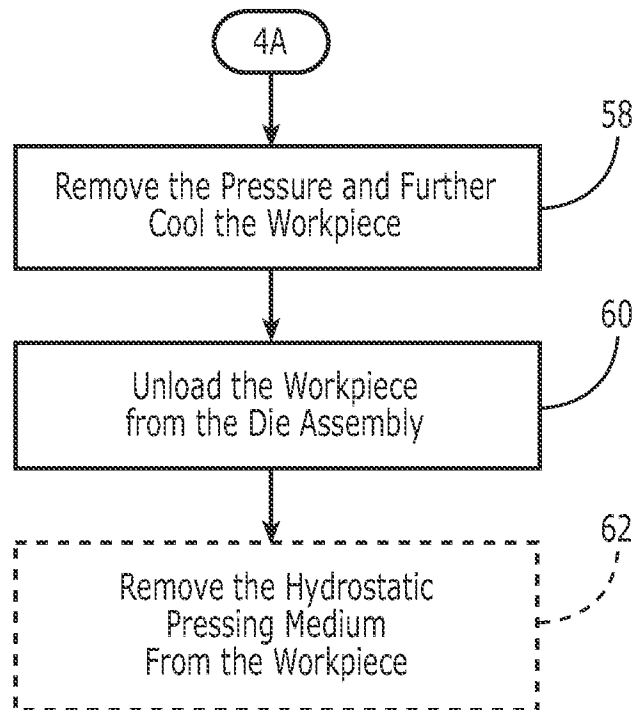 4A
58
Remove the Pressure and Further
Cool the Workpiece
60
Unload the Workpiece
from the Die Assembly
62
Remove the Hydrostatic
Pressing Medium
From the Workpiece